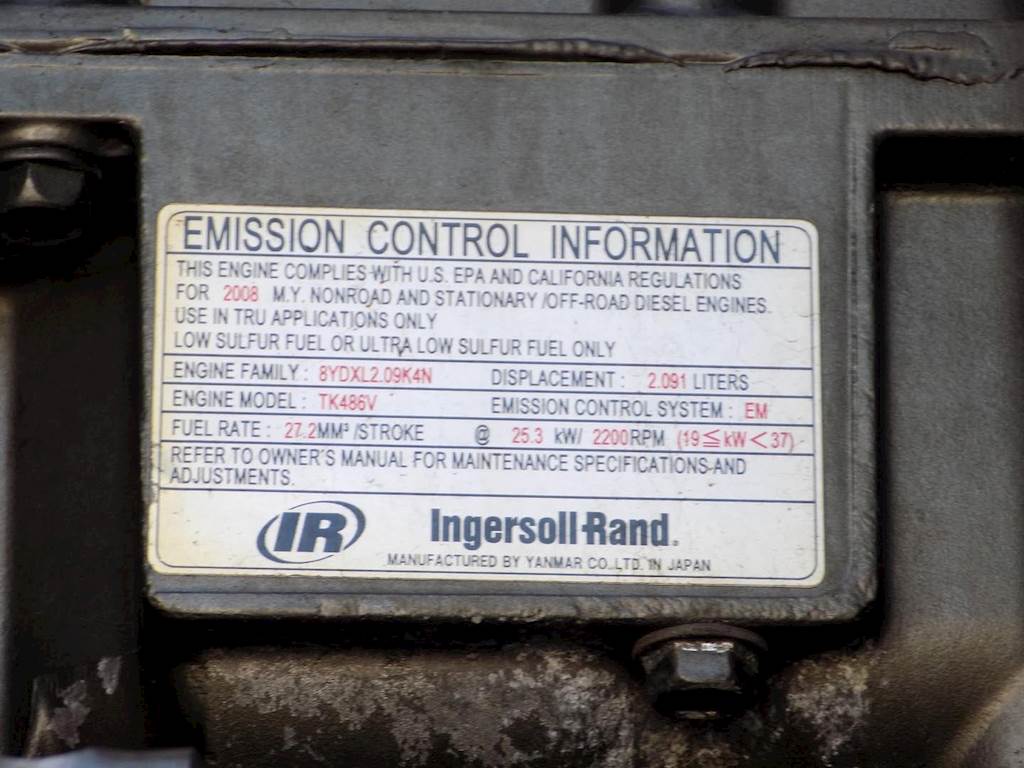 EMISSION CONTROL INFORMATION
THIS ENGINE COMPLIES WITH U.S. EPA AND CALIFORNIA REGULATIONS
FOR 2008 M.Y. NONROAD AND STATIONARY /OFF-ROAD DIESEL ENGINES.
USE IN TRU APPLICATIONS ONLY
LOW SULFUR FUEL OR ULTRA LOW SULFUR FUEL ONLY
ENGINE FAMILY : 8YDXL2.09K4N DISPLACEMENT : 2.091 LITERS
ENGINE MODEL : TK486V EMISSION CONTROL SYSTEM : EM
FUEL RATE : 27.2MM³/STROKE @ 25.3 kW/ 2200RPM (19≦kW<37)
REFER TO OWNER'S MANUAL FOR MAINTENANCE SPECIFICATIONS AND
ADJUSTMENTS.
IR Ingersoll-Rand.
MANUFACTURED BY YANMAR CO.,LTD. IN JAPAN